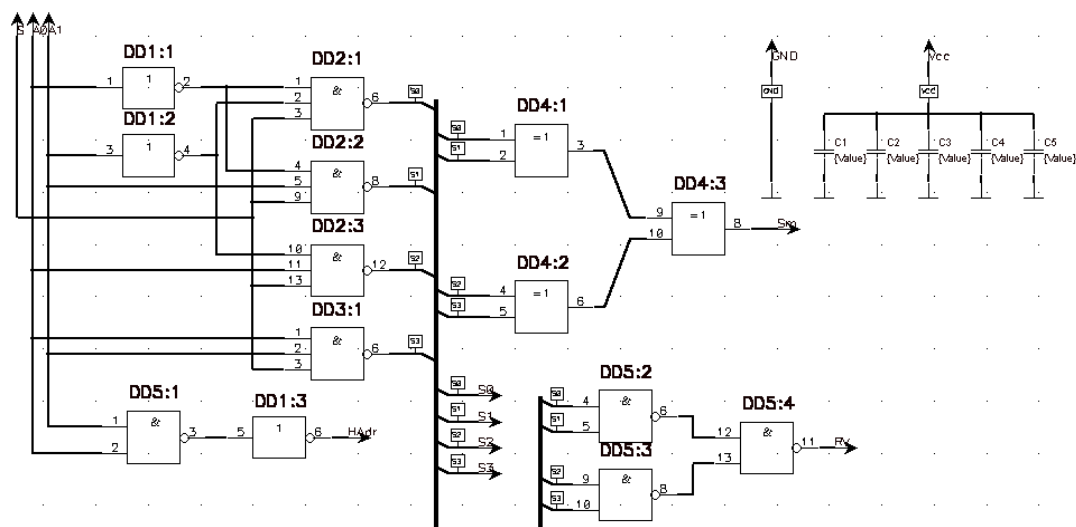 S A0 A1
DD1:1
1 1 2
DD1:2
3 1 4
DD2:1
1 2 3 & 6
DD2:2
4 5 9 & 8
DD2:3
10 11 13 & 12
DD3:1
1 2 3 & 6
DD5:1
1 2 & 3
DD1:3
5 1 6
HAdr
S0
S1
S2
S3
DD4:1
S0 1
S1 2
=1 3
DD4:2
S2 4
S3 5
=1 6
DD4:3
9 10 =1 8
GND
GND
Vcc
VCC
C1
{Value}
C2
{Value}
C3
{Value}
C4
{Value}
C5
{Value}
S0 S0
S1 S1
S2 S2
S3 S3
DD5:2
S0 4
S1 5
& 6
DD5:3
S2 9
S3 10
& 8
DD5:4
12 13 & 11